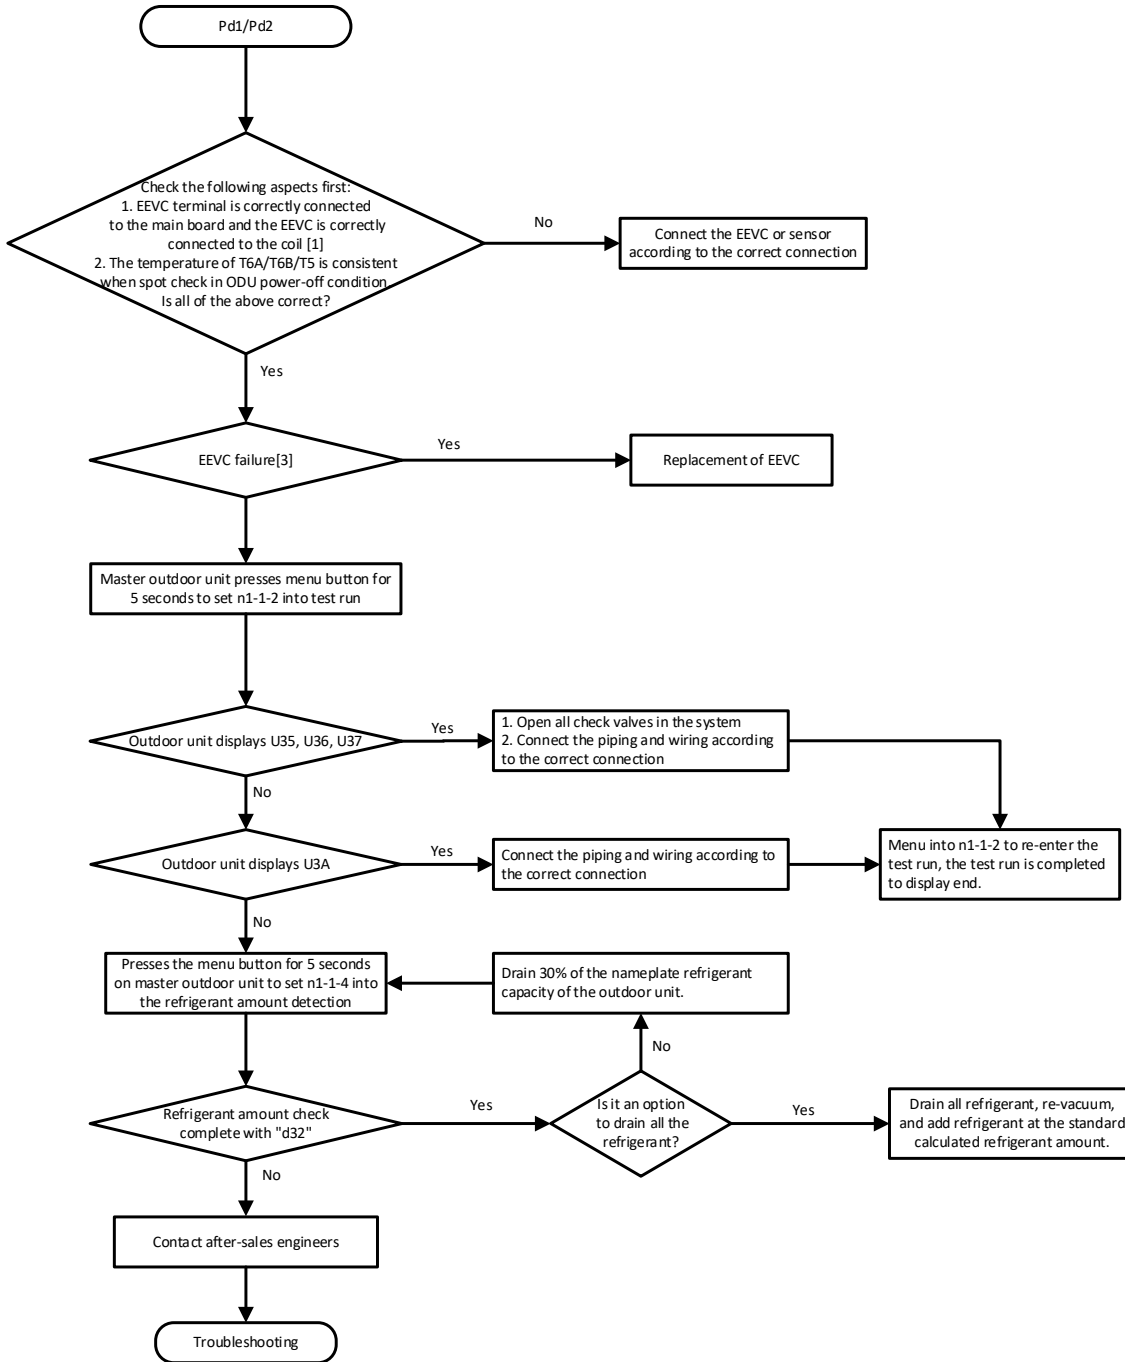 Pd1/Pd2
Check the following aspects first:
1. EEVC terminal is correctly connected
to the main board and the EEVC is correctly
connected to the coil [1]
2. The temperature of T6A/T6B/T5 is consistent
when spot check in ODU power-off condition
Is all of the above correct?
No
Connect the EEVC or sensor
according to the correct connection
Yes
EEVC failure[3]
Yes
Replacement of EEVC
Master outdoor unit presses menu button for
5 seconds to set n1-1-2 into test run
Outdoor unit displays U35, U36, U37
Yes
1. Open all check valves in the system
2. Connect the piping and wiring according
to the correct connection
No
Outdoor unit displays U3A
Yes
Connect the piping and wiring according to
the correct connection
Menu into n1-1-2 to re-enter the
test run, the test run is completed
to display end.
No
Presses the menu button for 5 seconds
on master outdoor unit to set n1-1-4 into
the refrigerant amount detection
Drain 30% of the nameplate refrigerant
capacity of the outdoor unit.
No
Refrigerant amount check
complete with "d32"
Yes
Is it an option
to drain all the
refrigerant?
Yes
Drain all refrigerant, re-vacuum,
and add refrigerant at the standard
calculated refrigerant amount.
No
Contact after-sales engineers
Troubleshooting